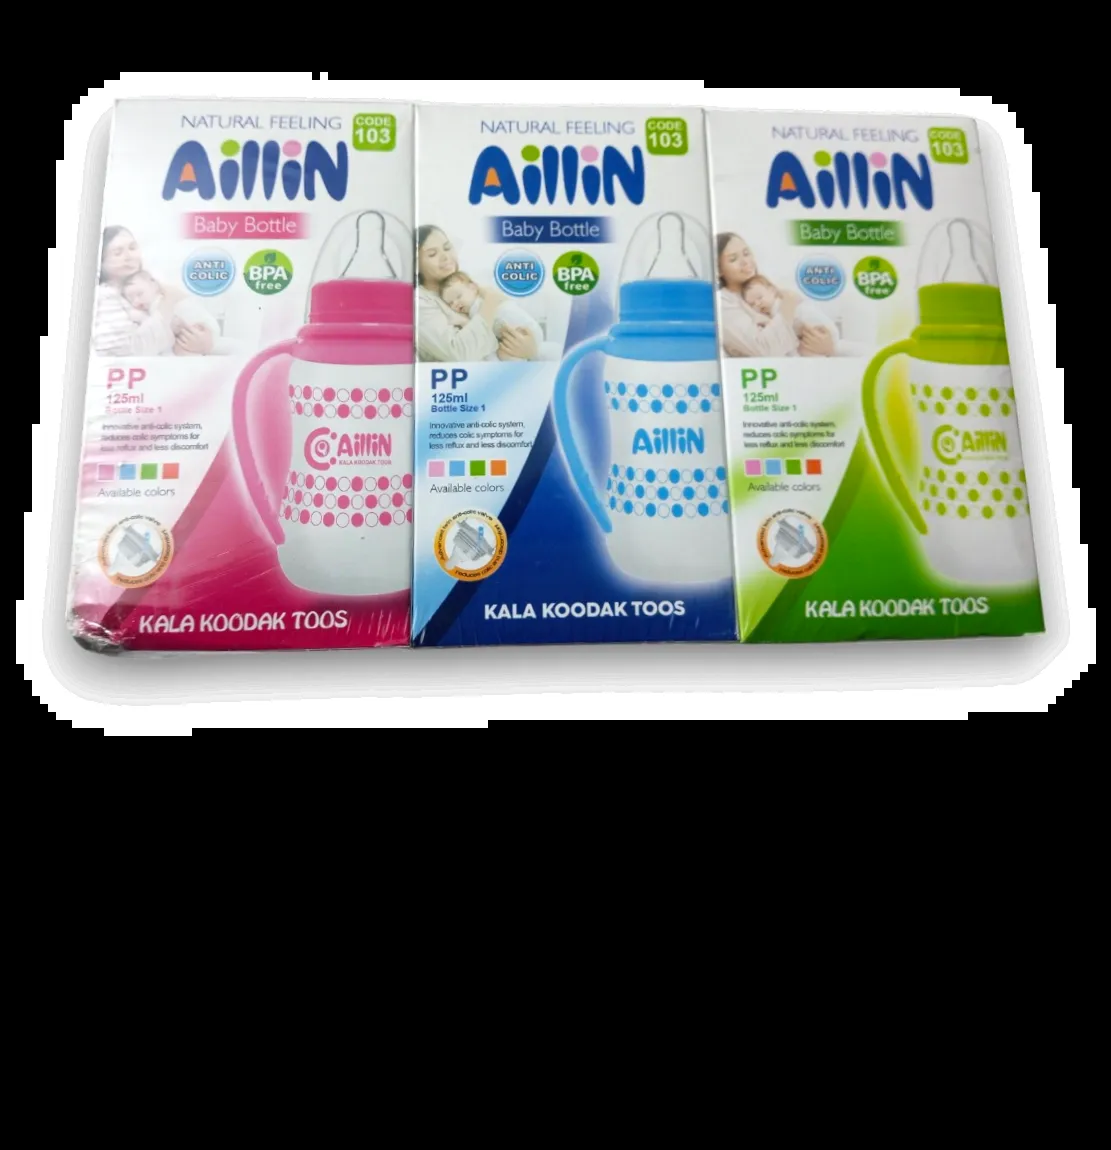 NATURAL FEELING
CODE
103
AilliN
Baby Bottle
ANTI
COLIC
BPA
free
PP
125ml
Bottle Size 1
Innovative anti-colic system,
reduces colic symptoms for
less reflux and less discomfort
Available colors
AilliN
KALA KOODAK TOOS
KALA KOODAK TOOS
NATURAL FEELING
CODE
103
AilliN
Baby Bottle
ANTI
COLIC
BPA
free
PP
125ml
Bottle Size 1
Innovative anti-colic system,
reduces colic symptoms for
less reflux and less discomfort
Available colors
AilliN
KALA KOODAK TOOS
NATURAL FEELING
CODE
103
AilliN
Baby Bottle
ANTI
COLIC
BPA
free
PP
125ml
Bottle Size 1
Innovative anti-colic system,
reduces colic symptoms for
less reflux and less discomfort
Available colors
AilliN
KALA KOODAK TOOS